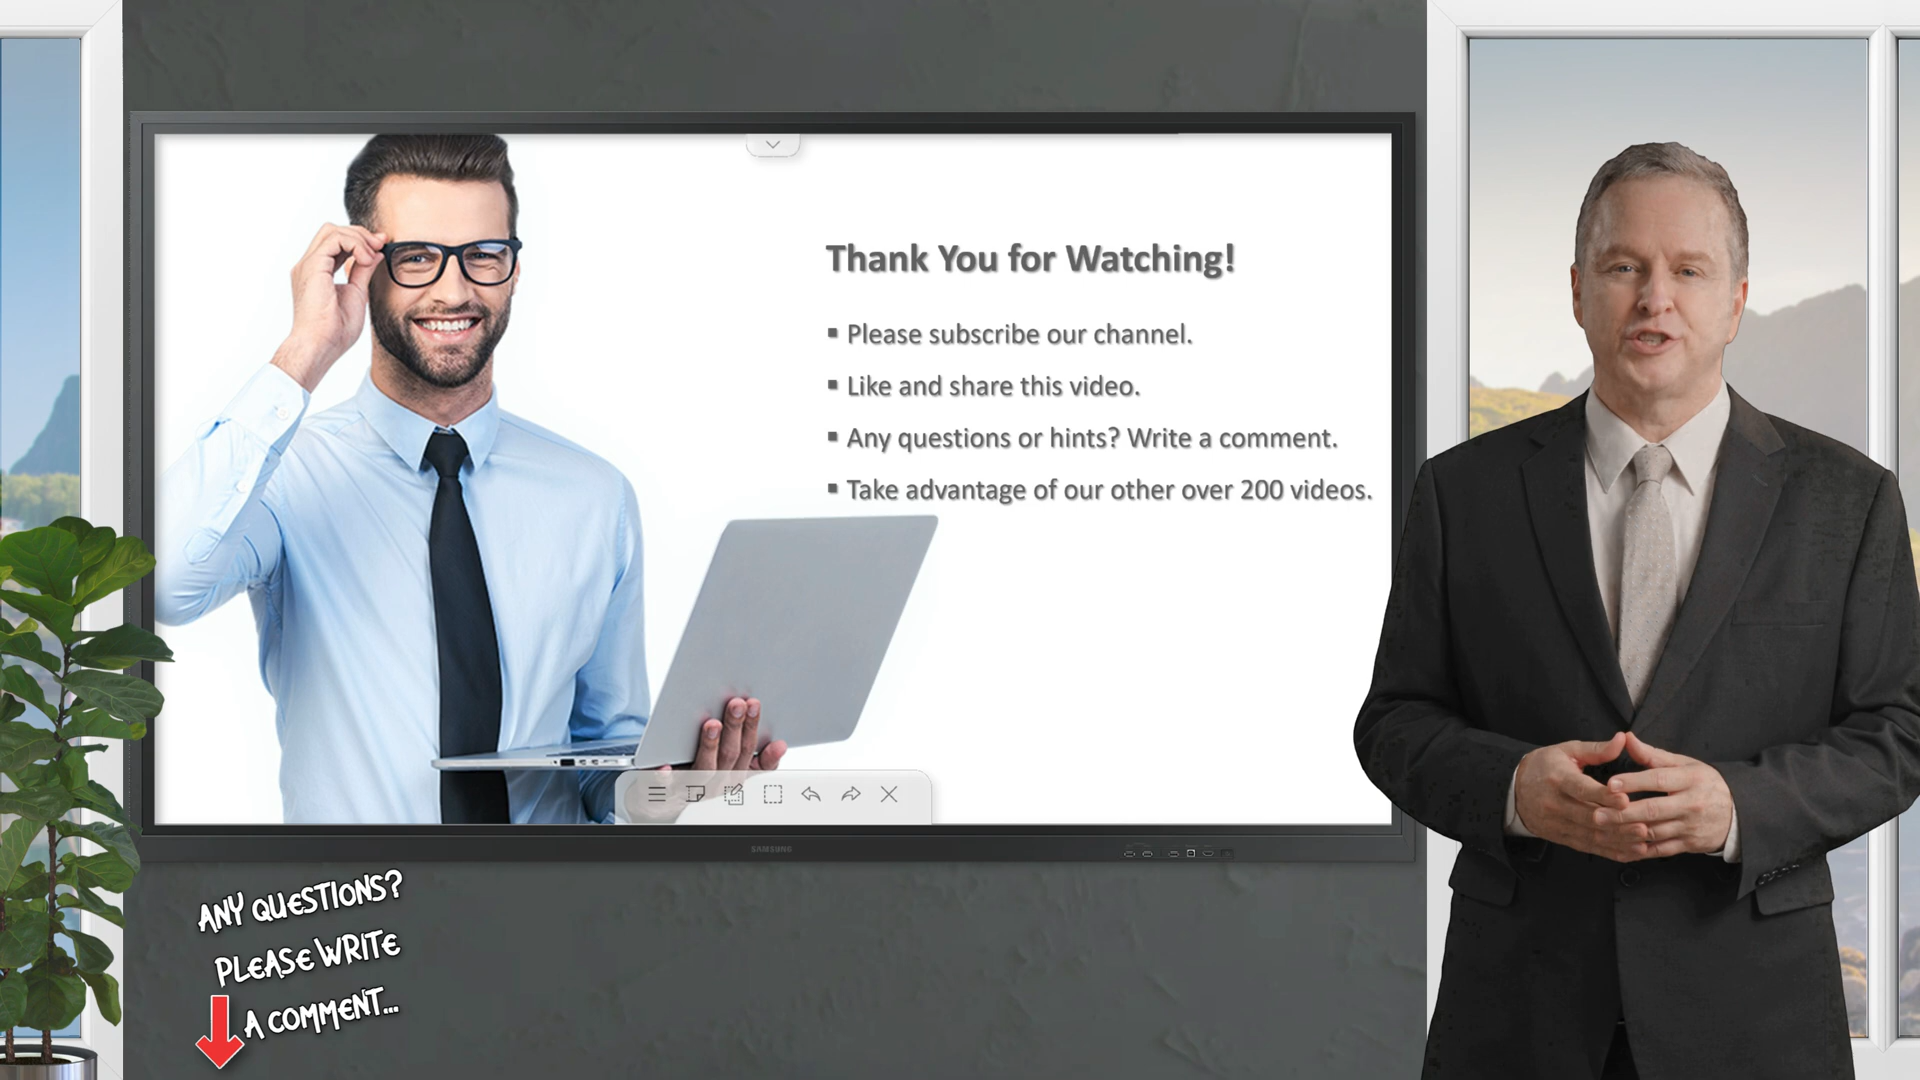 Thank You for Watching!
▪ Please subscribe our channel.
▪ Like and share this video.
▪ Any questions or hints? Write a comment.
▪ Take advantage of our other over 200 videos.
SAMSUNG
ANY QUESTIONS?
PLEASE WRITE
A COMMENT...